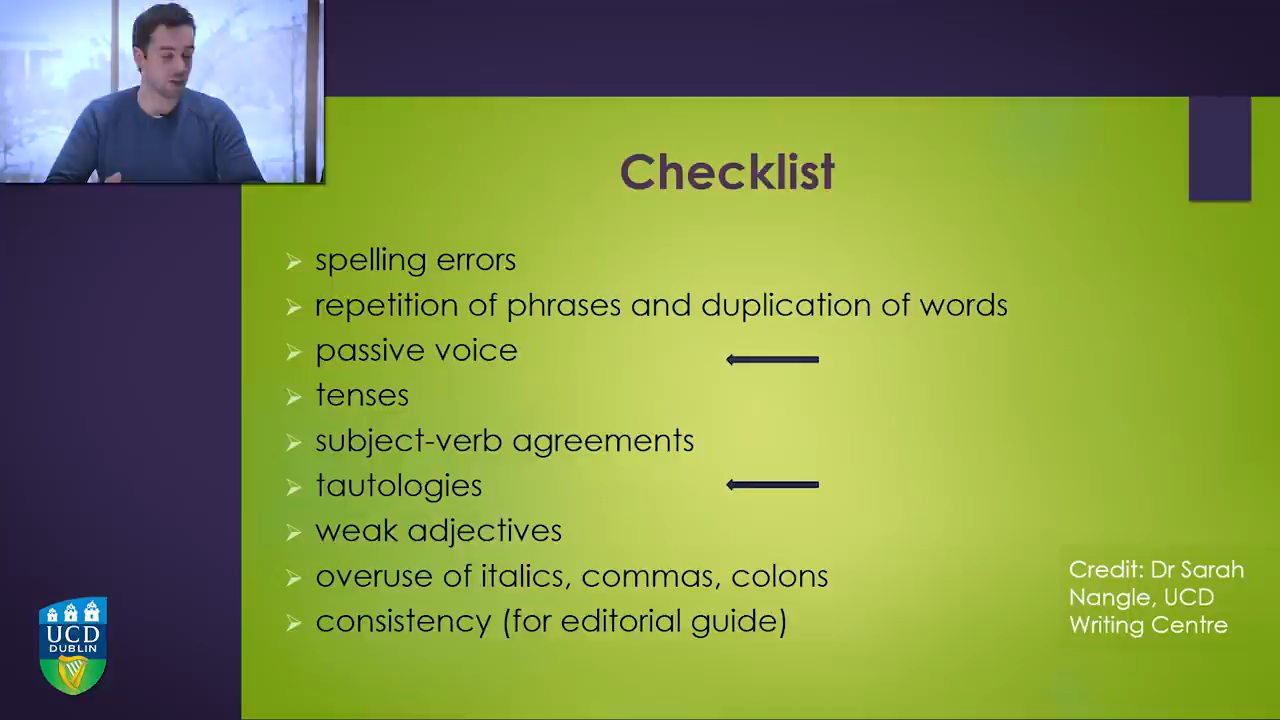 Checklist
spelling errors
repetition of phrases and duplication of words
passive voice
tenses
subject-verb agreements
tautologies
weak adjectives
overuse of italics, commas, colons
consistency (for editorial guide)
Credit: Dr Sarah
Nangle, UCD
Writing Centre
UCD
DUBLIN